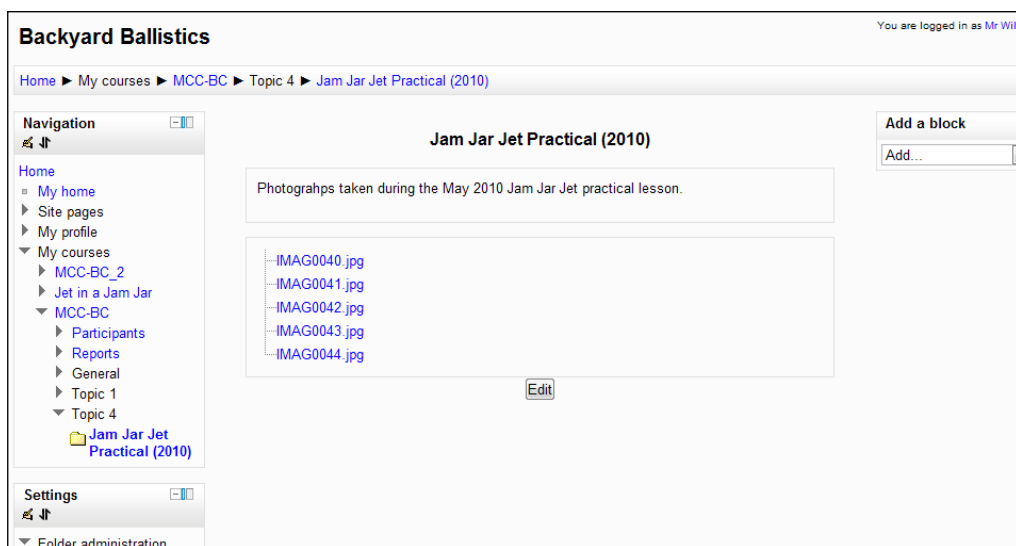 Backyard Ballistics
You are logged in as Mr Wil
Home ► My courses ► MCC-BC ► Topic 4 ► Jam Jar Jet Practical (2010)
Navigation
Home
My home
Site pages
My profile
My courses
MCC-BC_2
Jet in a Jam Jar
MCC-BC
Participants
Reports
General
Topic 1
Topic 4
Jam Jar Jet
Practical (2010)
Settings
Folder administration
Jam Jar Jet Practical (2010)
Photograhps taken during the May 2010 Jam Jar Jet practical lesson.
IMAG0040.jpg
IMAG0041.jpg
IMAG0042.jpg
IMAG0043.jpg
IMAG0044.jpg
Edit
Add a block
Add...